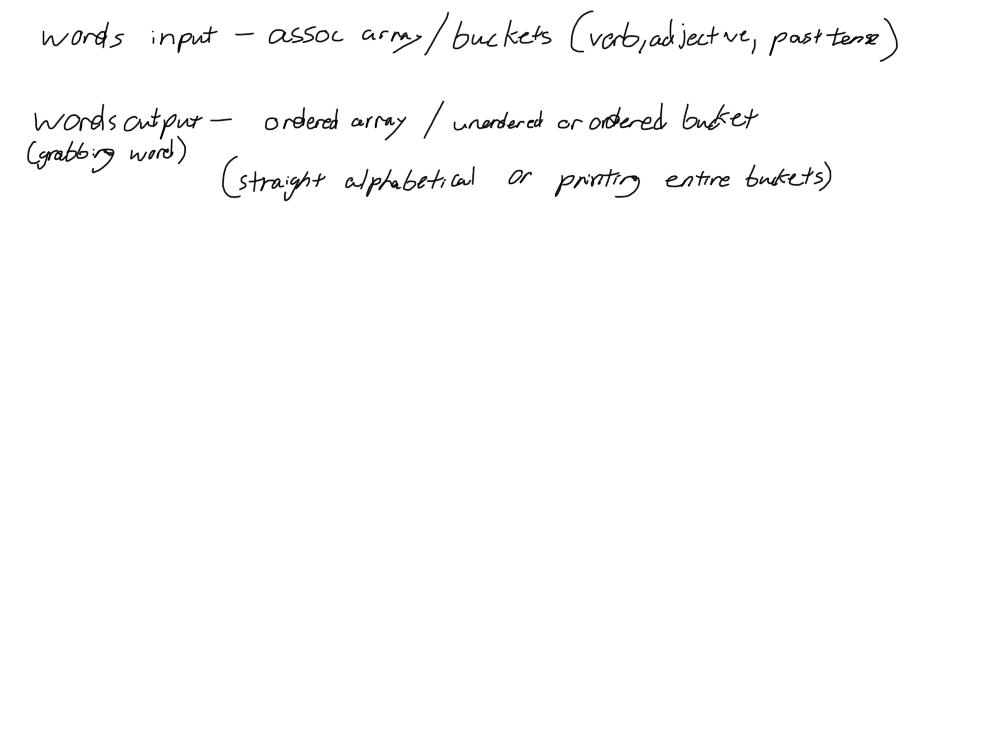 words input - assoc array/buckets (verb, adjective, past tense)
words output - ordered array / unordered or ordered bucket
(grabbing word)
(straight alphabetical or printing entire buckets)